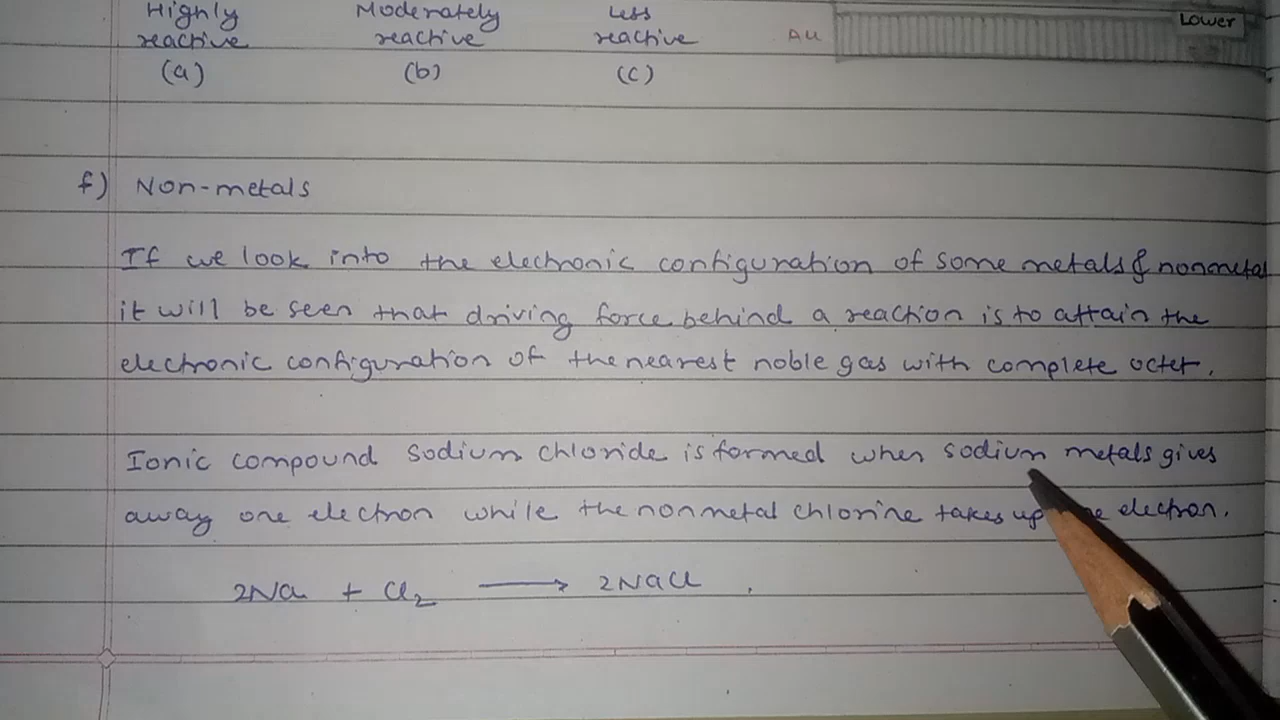 Highly Moderately Less
reactive reactive reactive Au Lower
(a) (b) (c)
f) Non-metals
If we look into the electronic configuration of some metals & nonmetal
it will be seen that driving force behind a reaction is to attain the
electronic configuration of the nearest noble gas with complete octet.
Ionic compound sodium chloride is formed when sodium metals gives
away one electron while the nonmetal chlorine takes up electron.
2Na + Cl₂ ⟶ 2NaCl .